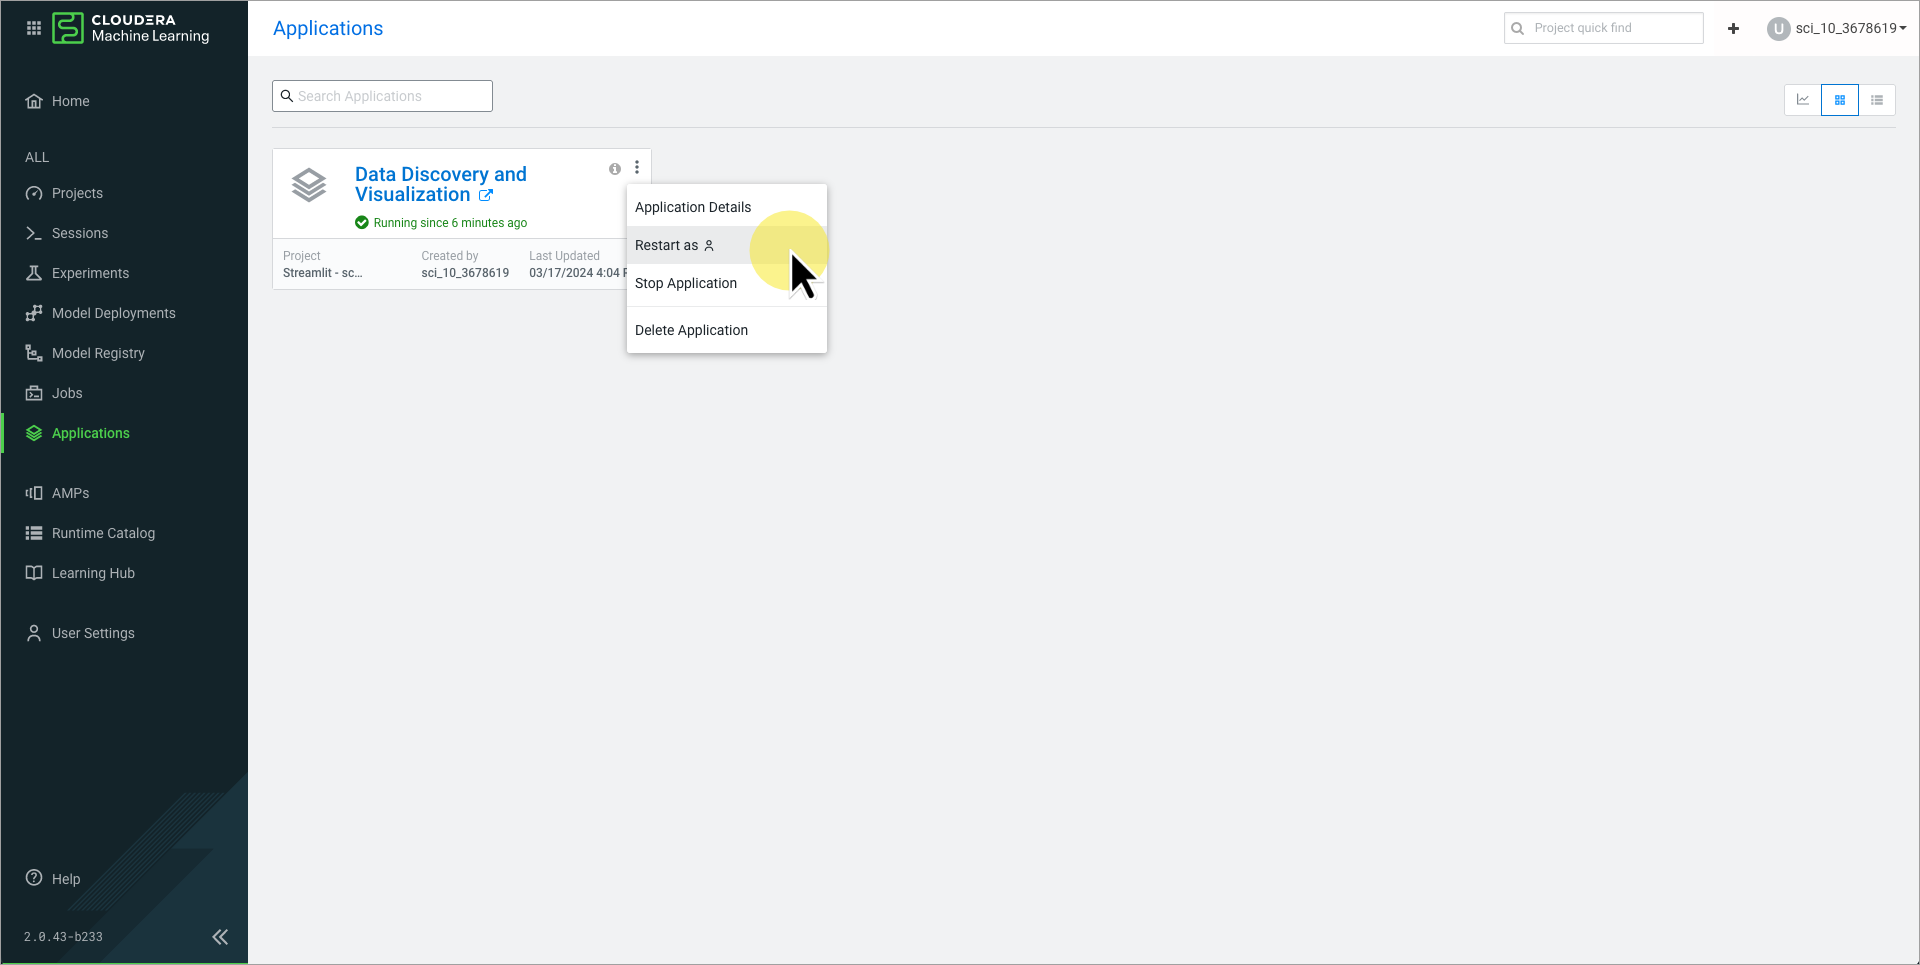 CLOUDERA
Machine Learning
Applications
Project quick find
U
sci_10_3678619
Home
Search Applications
ALL
Projects
Sessions
Experiments
Model Deployments
Model Registry
Jobs
Applications
AMPs
Runtime Catalog
Learning Hub
User Settings
Help
2.0.43-b233
Data Discovery and
Visualization
Running since 6 minutes ago
Project
Created by
Last Updated
Streamlit - sc...
sci_10_3678619
03/17/2024 4:04
Application Details
Restart as
Stop Application
Delete Application